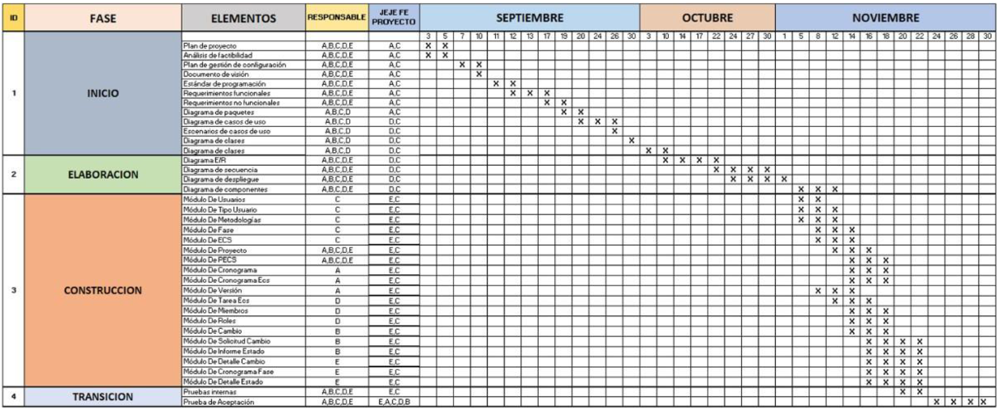 ID FASE ELEMENTOS RESPONSABLE JEJE FE PROYECTO SEPTIEMBRE OCTUBRE NOVIEMBRE
3 5 7 10 11 12 13 17 19 20 24 26 30 3 10 14 17 22 24 27 30 1 5 8 12 14 16 18 20 22 24 26 28 30
1 INICIO
Plan de proyecto A,B,C,D,E A,C X X
Análisis de factibilidad A,B,C,D,E A,C X X
Plan de gestión de configuración A,B,C,D,E A,C X X
Documento de visión A,B,C,D,E A,C X
Estándar de programación A,B,C,D,E A,C X X
Requerimientos funcionales A,B,C,D,E A,C X X X
Requerimientos no funcionales A,B,C,D,E A,C X X
Diagrama de paquetes A,B,C,D A,C X X
Diagrama de casos de uso A,B,C,D D,C X X X
Escenarios de casos de uso A,B,C,D D,C X
Diagrama de clases A,B,C,D D,C X
Diagrama de clases A,B,C,D D,C X X
2 ELABORACION
Diagrama E/R A,B,C,D,E D,C X X X X
Diagrama de secuencia A,B,C,D,E D,C X X X X
Diagrama de despliegue A,B,C,D,E D,C X X X X
Diagrama de componentes A,B,C,D,E D,C X X X
3 CONSTRUCCION
Módulo De Usuarios C E,C X X
Módulo De Tipo Usuario C E,C X X X
Módulo De Metodologías C E,C X X X
Módulo De Fase C E,C X X X
Módulo De ECS C E,C X X X
Módulo De Proyecto A,B,C,D,E E,C X X X
Módulo De PECS A,B,C,D,E E,C X X X
Módulo De Cronograma A E,C X X X
Módulo De Cronograma Ecs A E,C X X X
Módulo De Versión A E,C X X X
Módulo De Tarea Ecs D E,C X X X
Módulo De Miembros D E,C X X X
Módulo De Roles D E,C X X X
Módulo De Cambio B E,C X X X
Módulo De Solicitud Cambio B E,C X X X X
Módulo De Informe Estado B E,C X X X X
Módulo De Detalle Cambio E E,C X X X X
Módulo De Cronograma Fase E E,C X X X X
Módulo De Detalle Estado E E,C X X X X
4 TRANSICION
Pruebas internas A,B,C,D,E E,C X X
Prueba de Aceptación A,B,C,D,E E,A,C,D,B X X X X